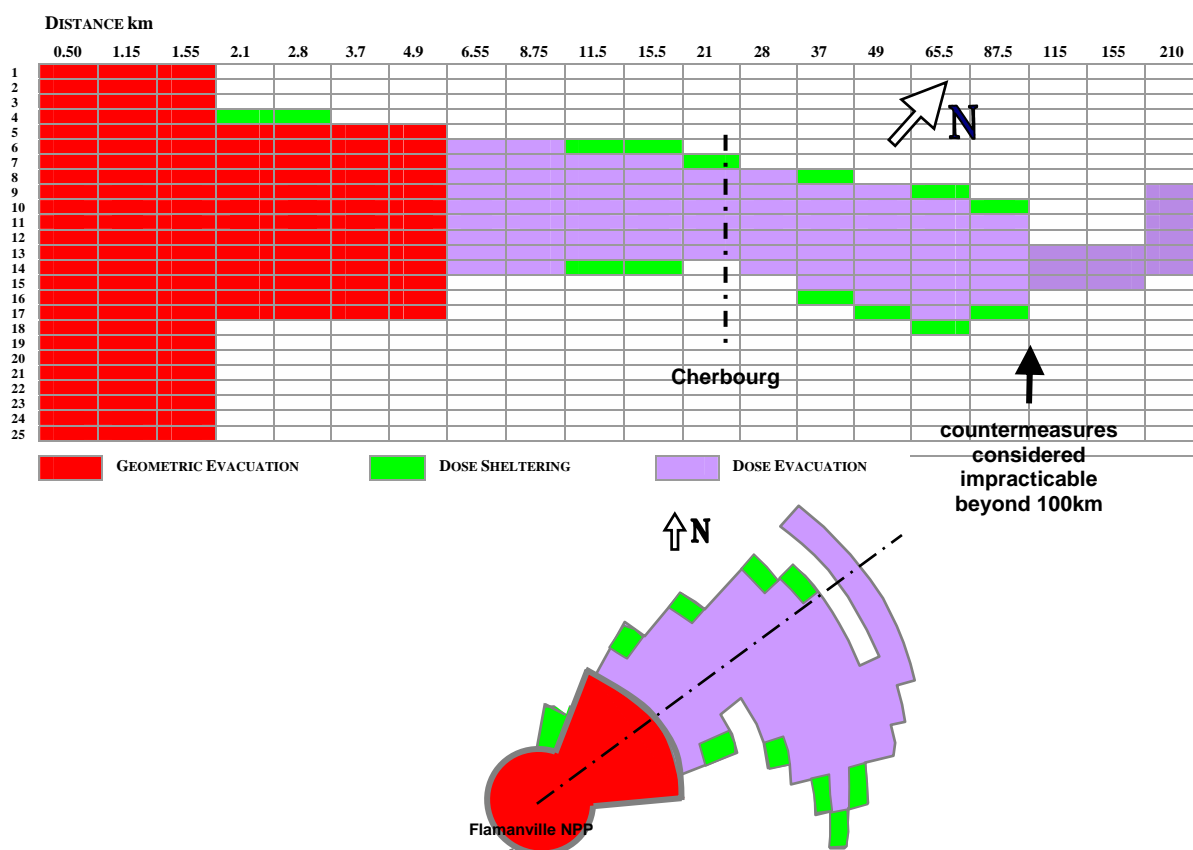 DISTANCE km
0.50 1.15 1.55 2.1 2.8 3.7 4.9 6.55 8.75 11.5 15.5 21 28 37 49 65.5 87.5 115 155 210
1
2
3
4
5
6
7
8
9
10
11
12
13
14
15
16
17
18
19
20
21
22
23
24
25
N
Cherbourg
countermeasures
considered
impracticable
beyond 100km
GEOMETRIC EVACUATION DOSE SHELTERING DOSE EVACUATION
N
Flamanville NPP